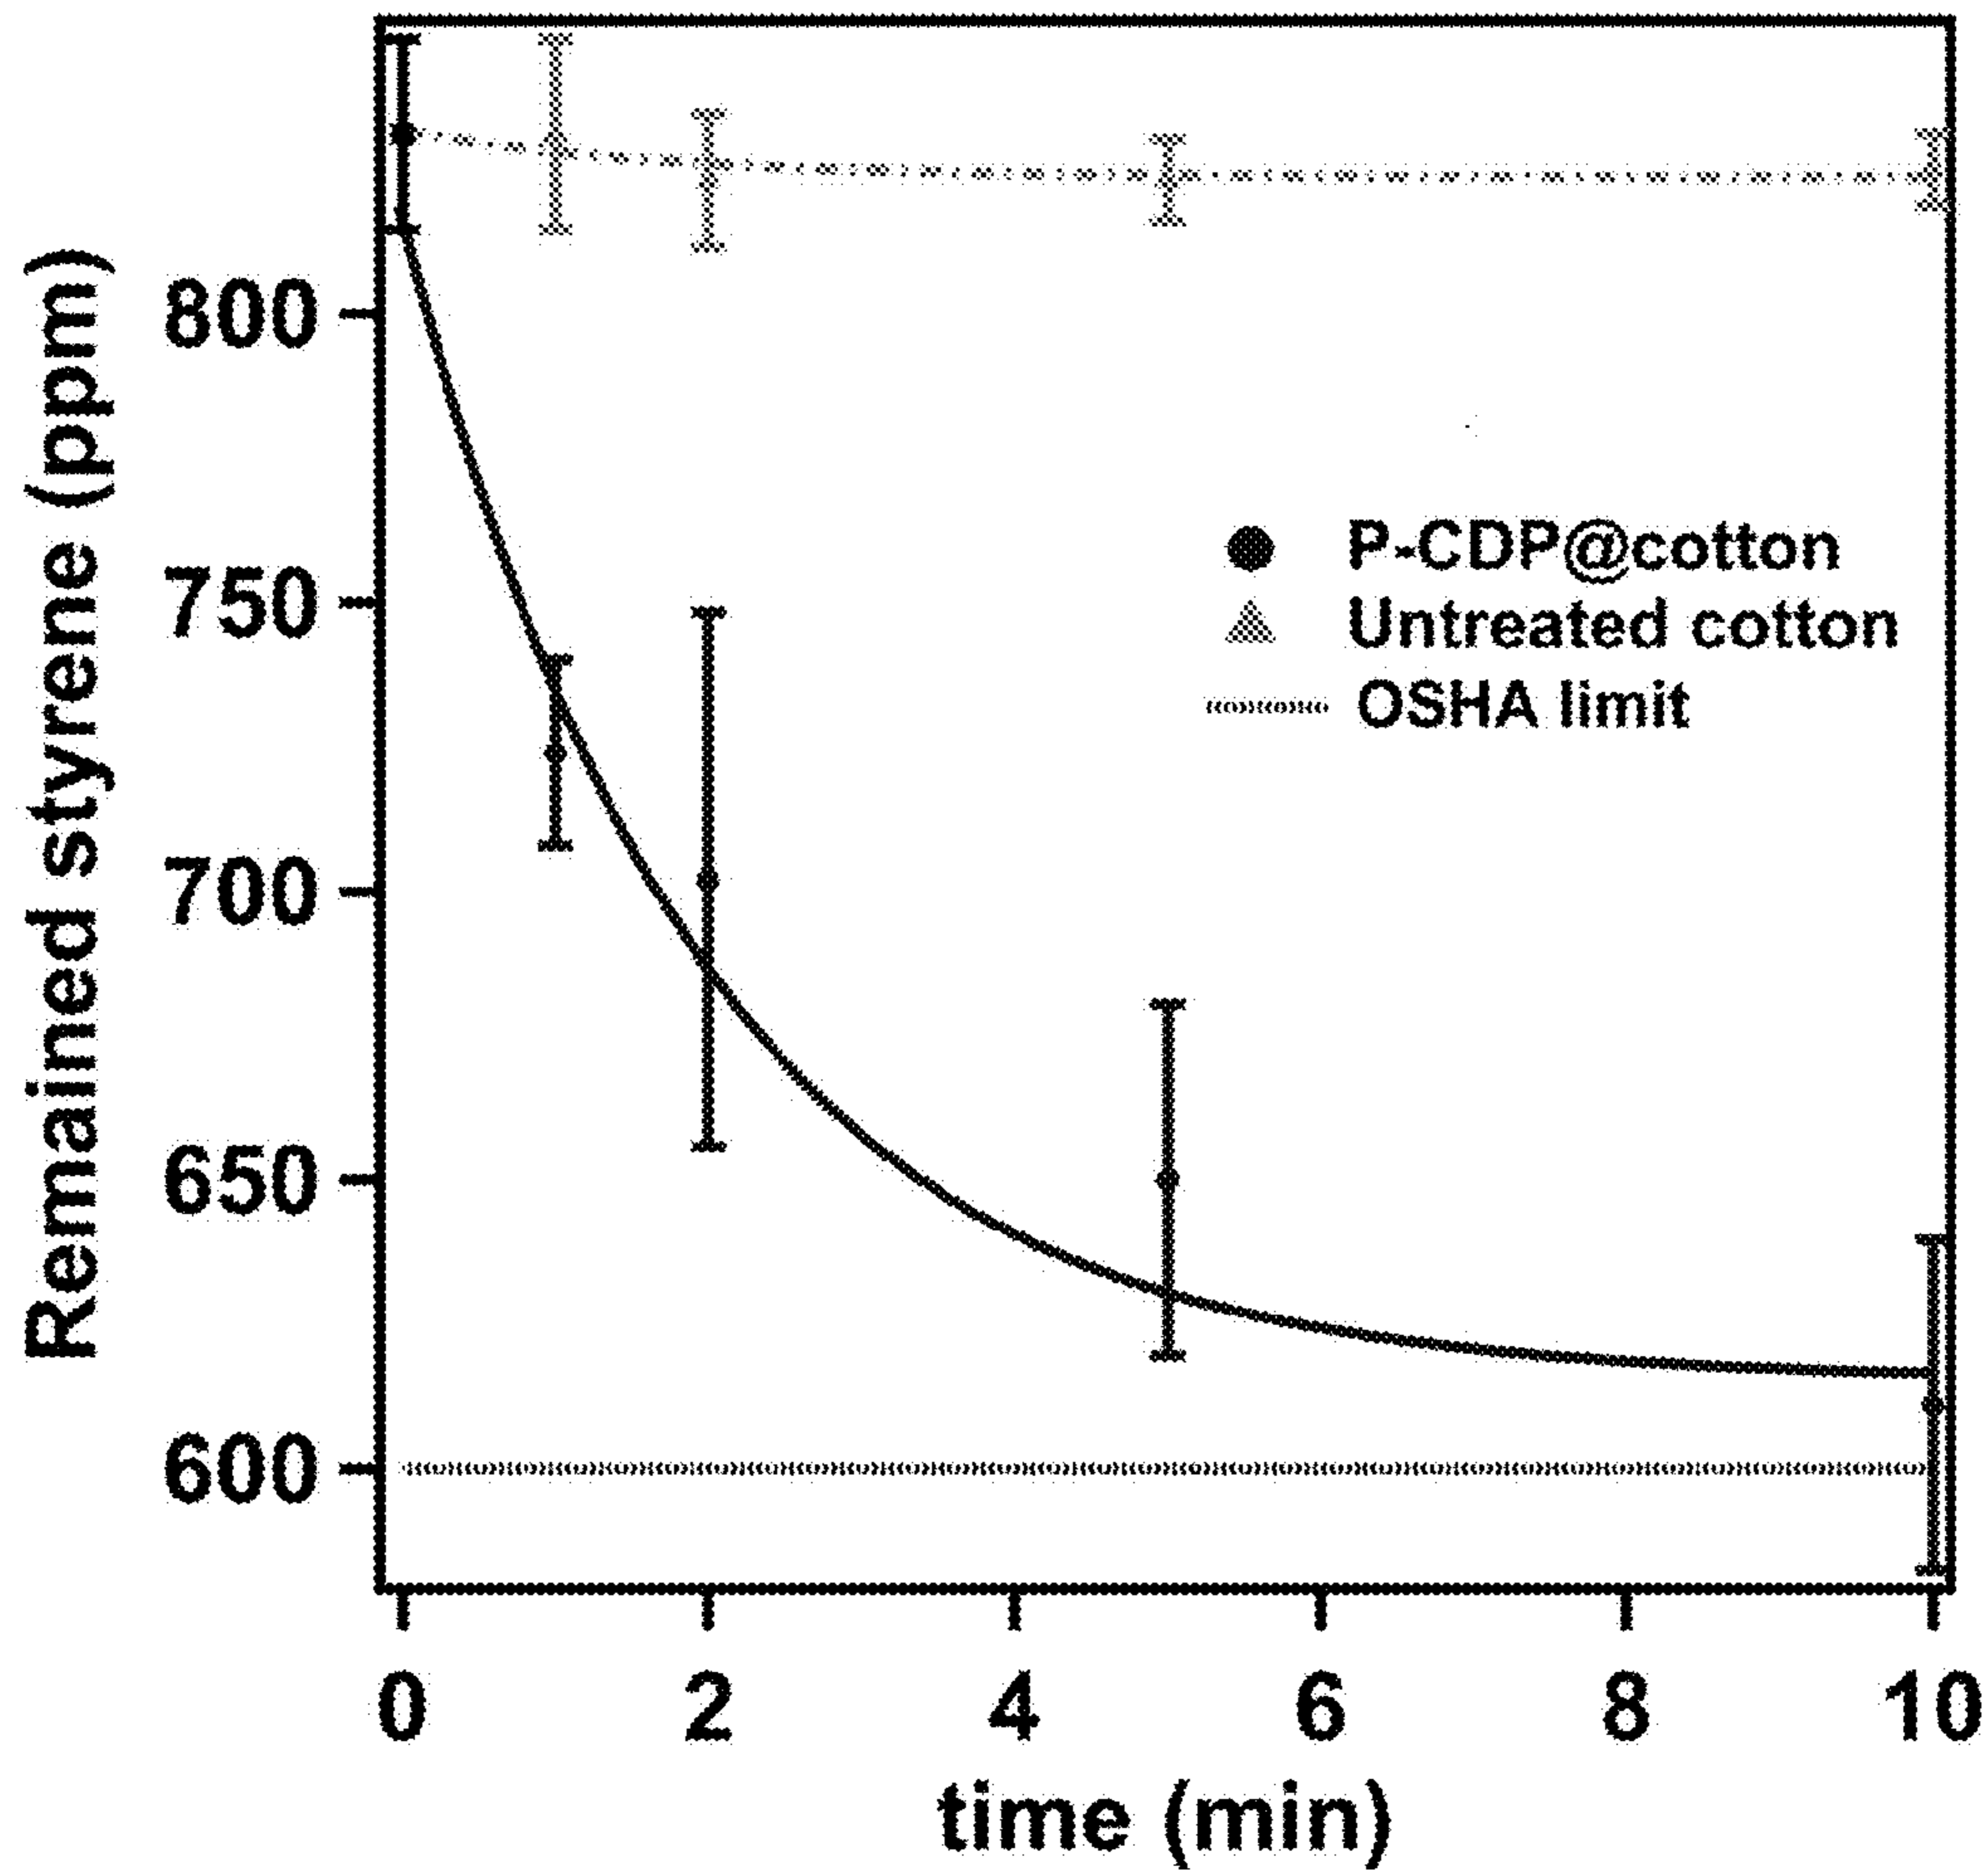 Remained styrene (ppm)
800
750
700
650
600
P-CDP@cotton
Untreated cotton
OSHA limit
0 2 4 6 8 10
time (min)